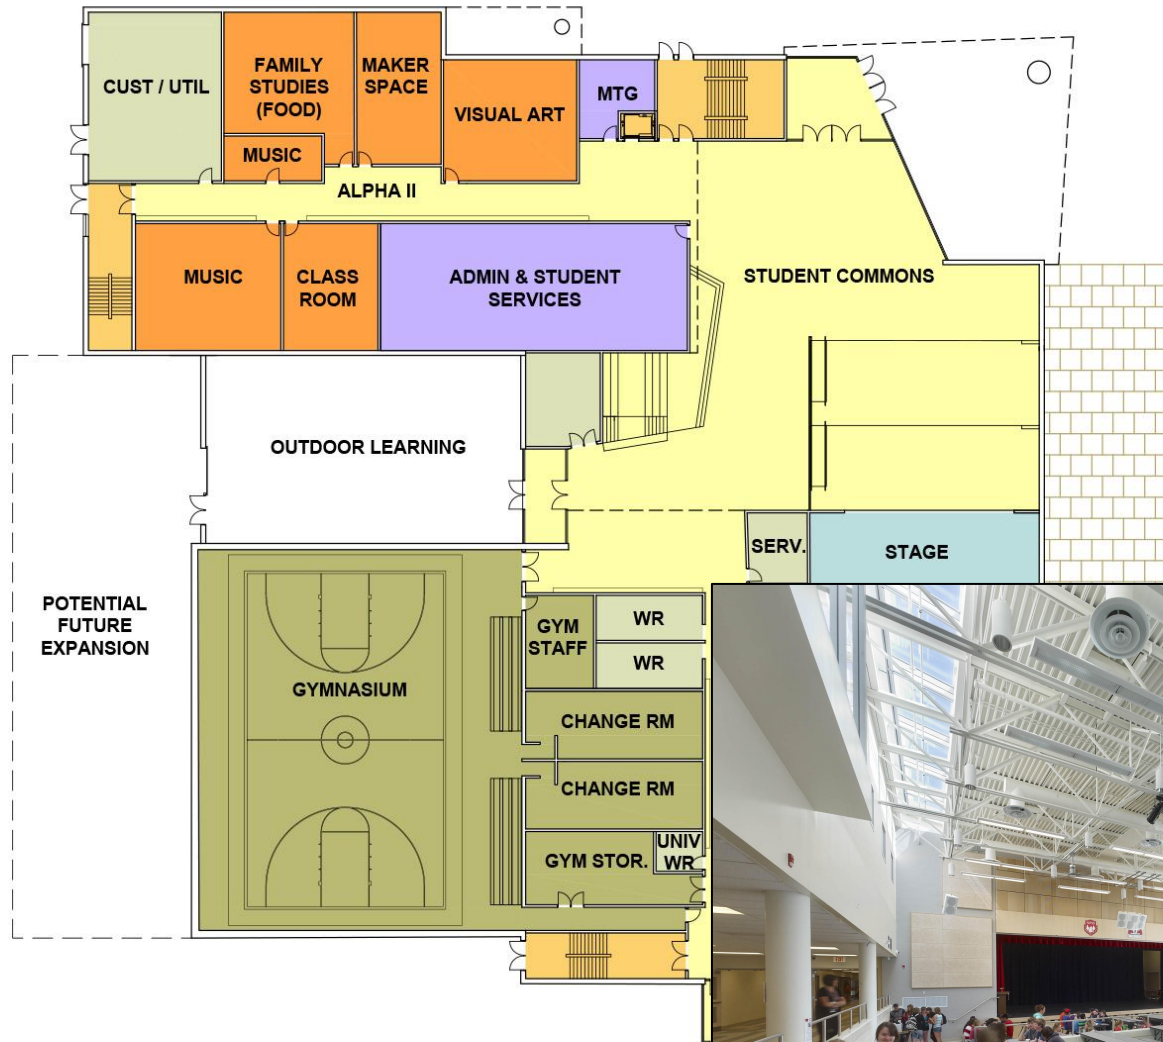 CUST / UTIL
FAMILY
STUDIES
(FOOD)
MAKER
SPACE
VISUAL ART
MTG
MUSIC
ALPHA II
MUSIC
CLASS
ROOM
ADMIN & STUDENT
SERVICES
STUDENT COMMONS
OUTDOOR LEARNING
SERV.
STAGE
POTENTIAL
FUTURE
EXPANSION
GYMNASIUM
GYM
STAFF
WR
WR
CHANGE RM
CHANGE RM
GYM STOR.
UNIV
WR